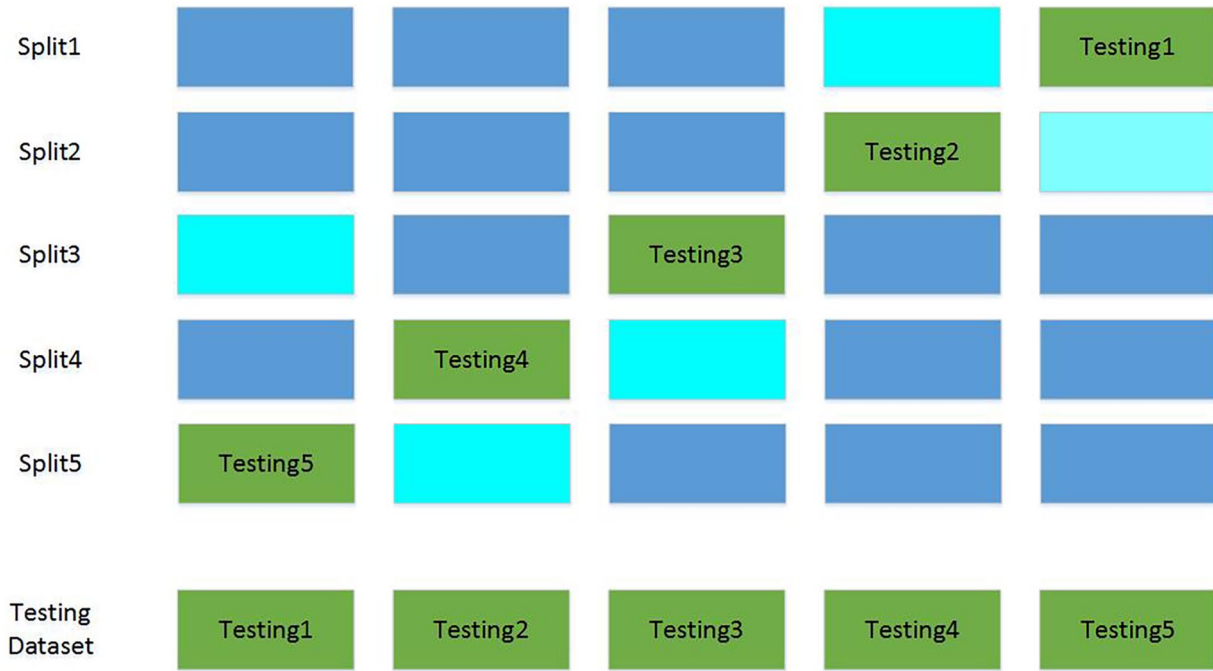 Split1
Testing1
Split2
Testing2
Split3
Testing3
Split4
Testing4
Split5
Testing5
Testing
Dataset
Testing1
Testing2
Testing3
Testing4
Testing5